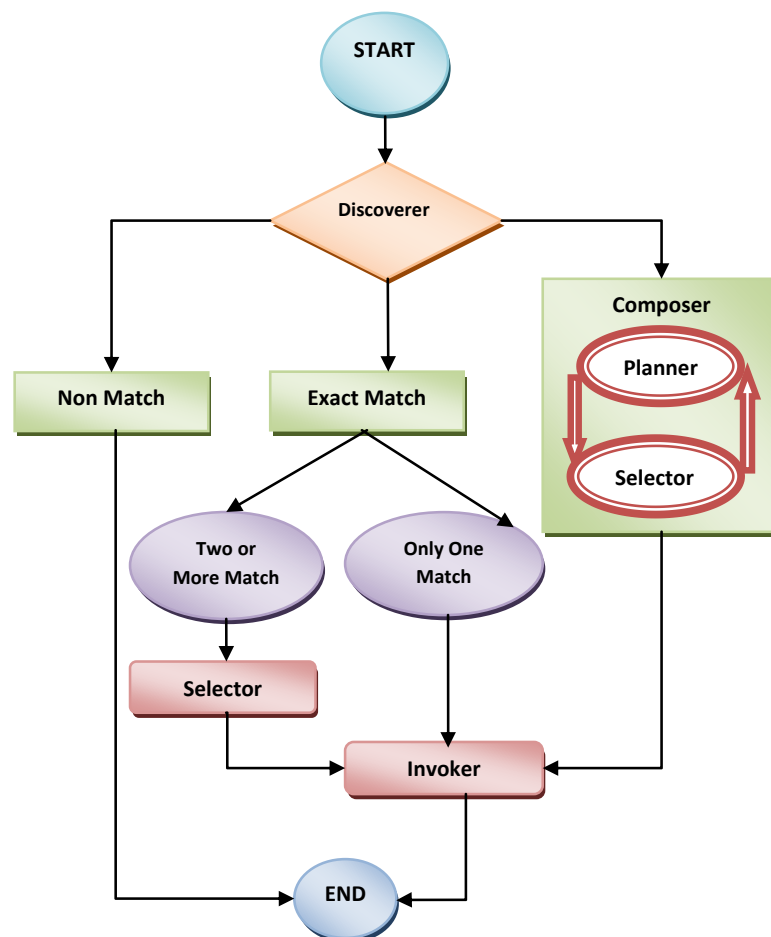 START
Discoverer
Composer
Planner
Non Match
Exact Match
Selector
Two or
More Match
Only One
Match
Selector
Invoker
END